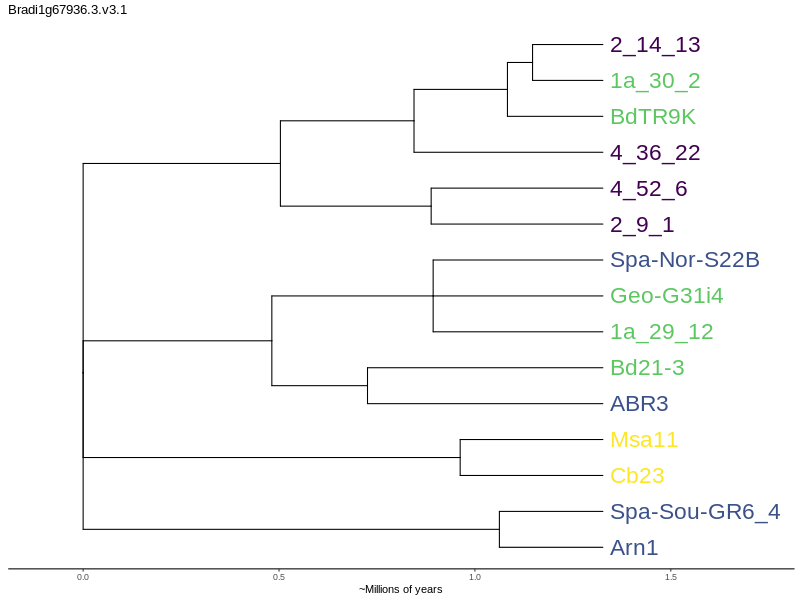 Bradi1g67936.3.v3.1
2_14_13
1a_30_2
BdTR9K
4_36_22
4_52_6
2_9_1
Spa-Nor-S22B
Geo-G31i4
1a_29_12
Bd21-3
ABR3
Msa11
Cb23
Spa-Sou-GR6_4
Arn1
0.0 0.5 1.0 1.5
~Millions of years